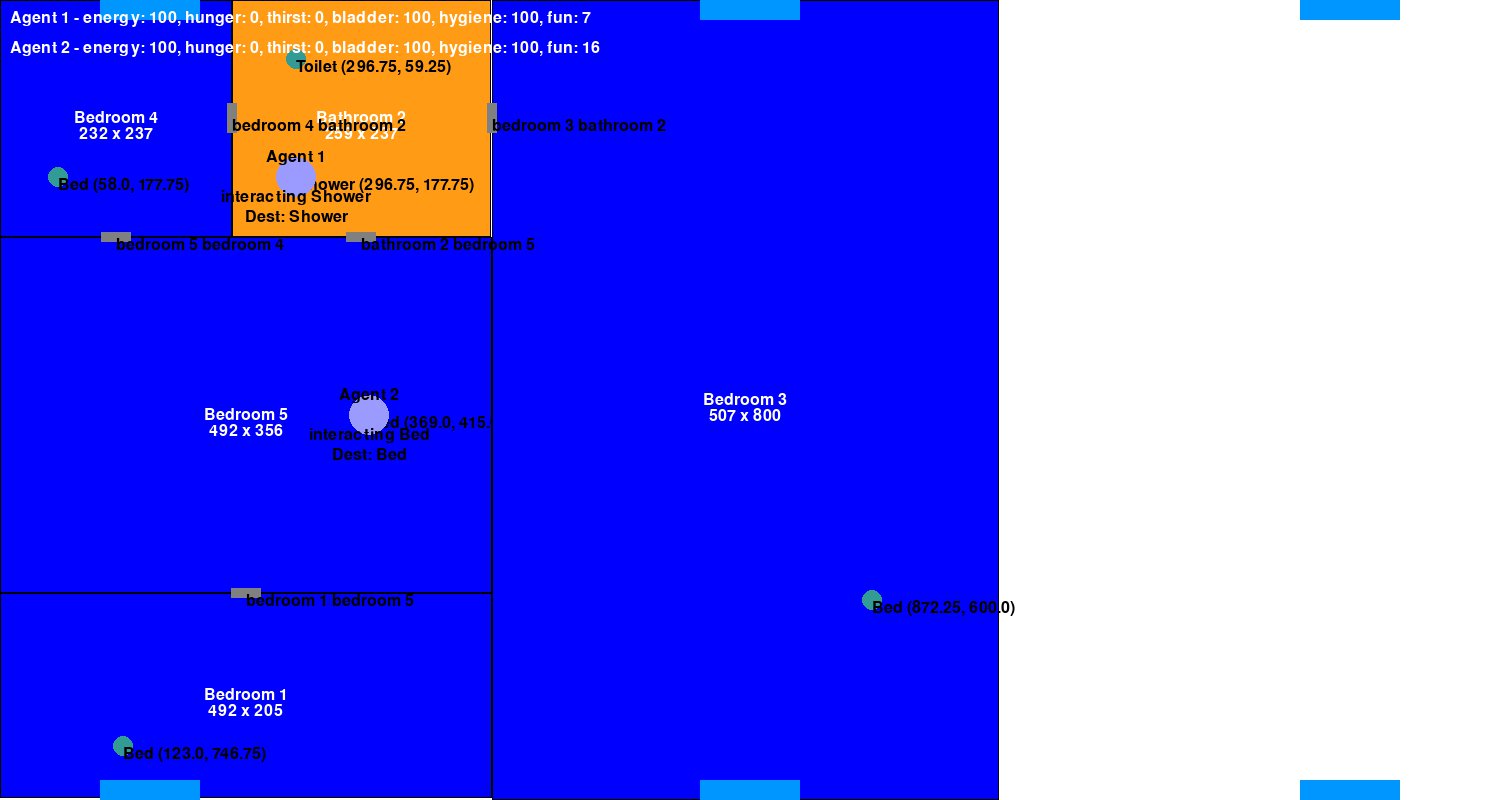 Agent 1 - energy: 100, hunger: 0, thirst: 0, bladder: 100, hygiene: 100, fun: 7
Agent 2 - energy: 100, hunger: 0, thirst: 0, bladder: 100, hygiene: 100, fun: 16
Toilet (296.75, 59.25)
Bedroom 4
232 x 237
Bathroom 2
259 x 237
bedroom 4 bathroom 2
bedroom 3 bathroom 2
Agent 1
Bed (58.0, 177.75)
ower (296.75, 177.75)
interacting Shower
Dest: Shower
bedroom 5 bedroom 4
bathroom 2 bedroom 5
Agent 2
Bedroom 5
492 x 356
d (369.0, 415.
interacting Bed
Dest: Bed
Bedroom 3
507 x 800
bedroom 1 bedroom 5
Bed (872.25, 600.0)
Bedroom 1
492 x 205
Bed (123.0, 746.75)